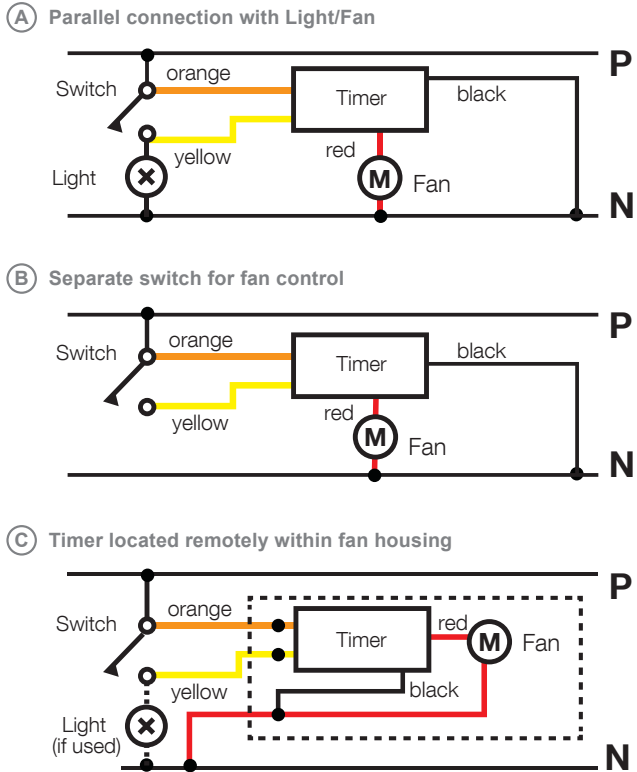 A Parallel connection with Light/Fan
P
orange
Switch
Timer
black
yellow
red
Light
M
Fan
N
B Separate switch for fan control
P
Switch
orange
Timer
black
yellow
red
M
Fan
N
C Timer located remotely within fan housing
P
orange
Switch
Timer
red
M
Fan
yellow
black
Light
(if used)
N